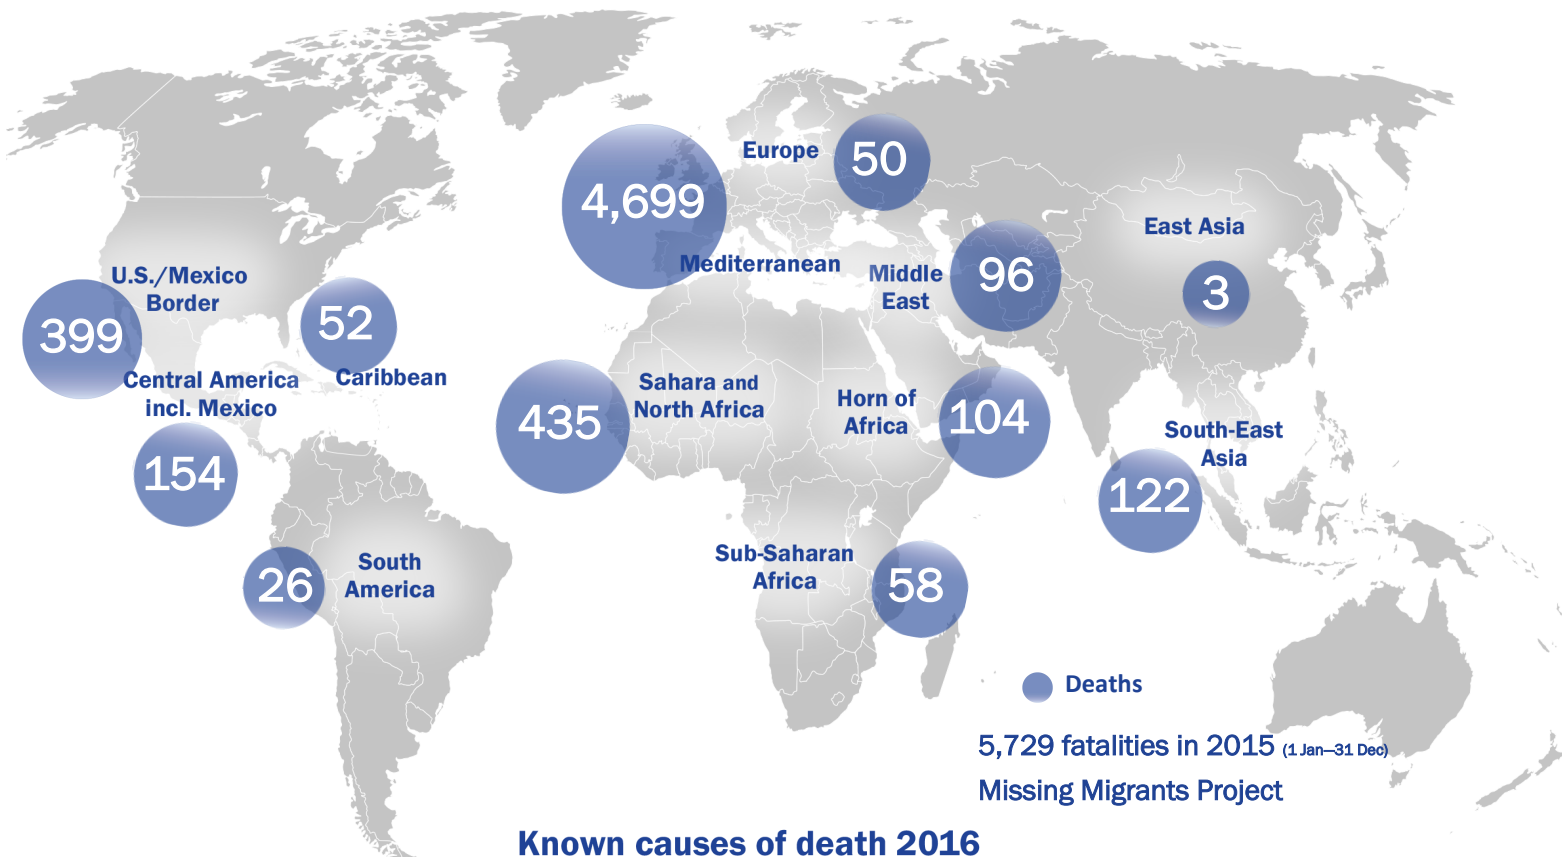 Europe
50
4,699
East Asia
Mediterranean
Middle
East
96
3
U.S./Mexico
Border
399
52
Caribbean
Central America
incl. Mexico
154
Sahara and
North Africa
435
Horn of
Africa
104
South-East
Asia
122
South
America
26
Sub-Saharan
Africa
58
Deaths
5,729 fatalities in 2015 (1 Jan—31 Dec)
Missing Migrants Project
Known causes of death 2016